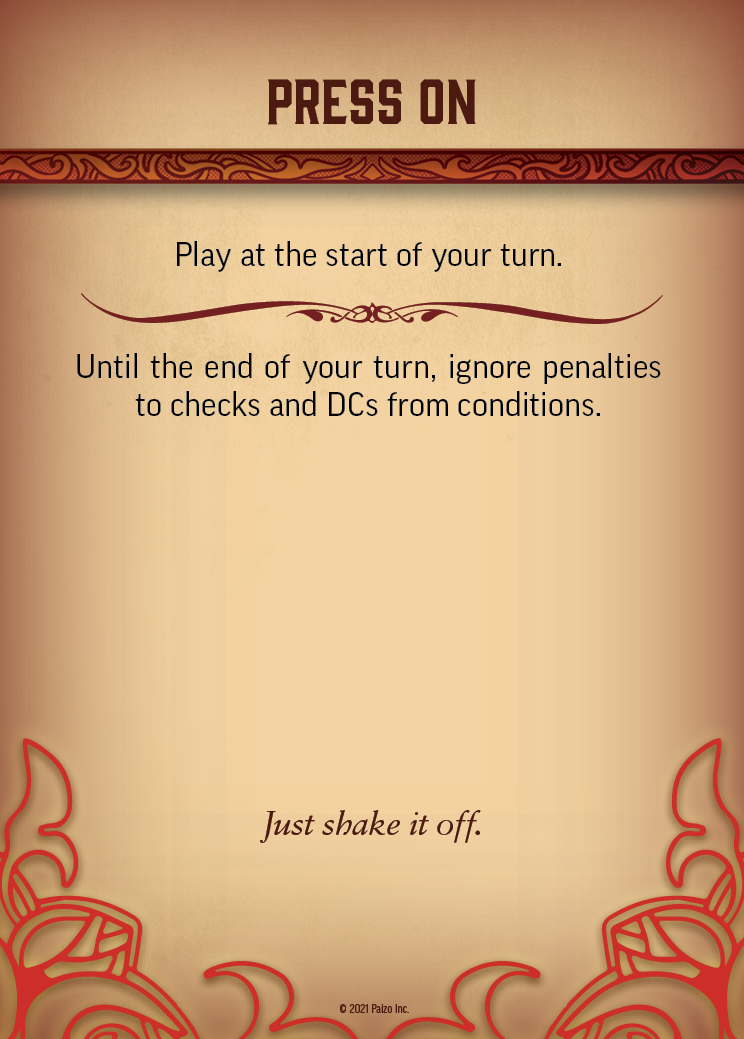 PRESS ON
Play at the start of your turn.
Until the end of your turn, ignore penalties
to checks and DCs from conditions.
Just shake it off.
© 2021 Paizo Inc.